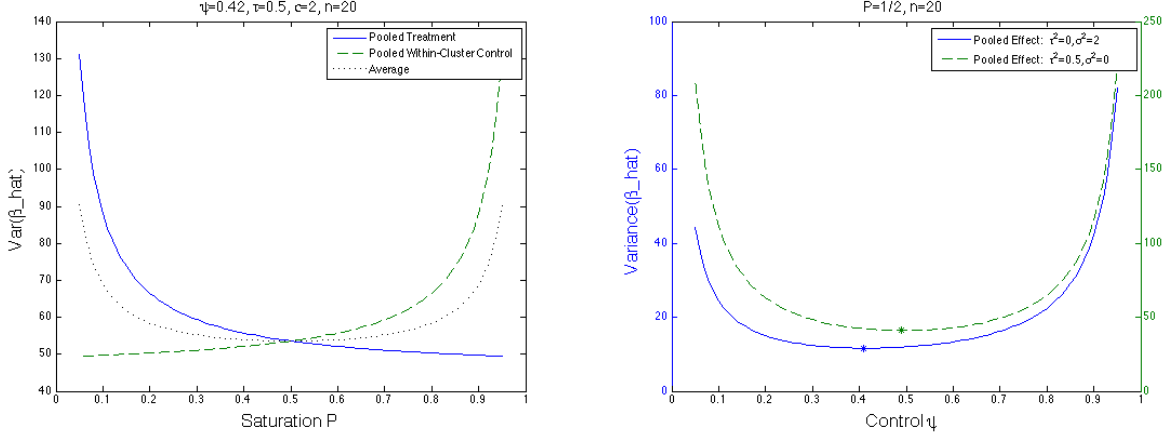 ψ=0.42, τ=0.5, σ=2, n=20
140
130
120
110
100
90
80
70
60
50
40
Var(β_hat)
Pooled Treatment
Pooled Within-Cluster Control
Average
0 0.1 0.2 0.3 0.4 0.5 0.6 0.7 0.8 0.9 1
Saturation P
P=1/2, n=20
100
80
60
40
20
0
Variance(β_hat)
Pooled Effect: τ²=0,σ²=2
Pooled Effect: τ²=0.5,σ²=0
250
200
150
100
50
0
0 0.1 0.2 0.3 0.4 0.5 0.6 0.7 0.8 0.9 1
Control ψ